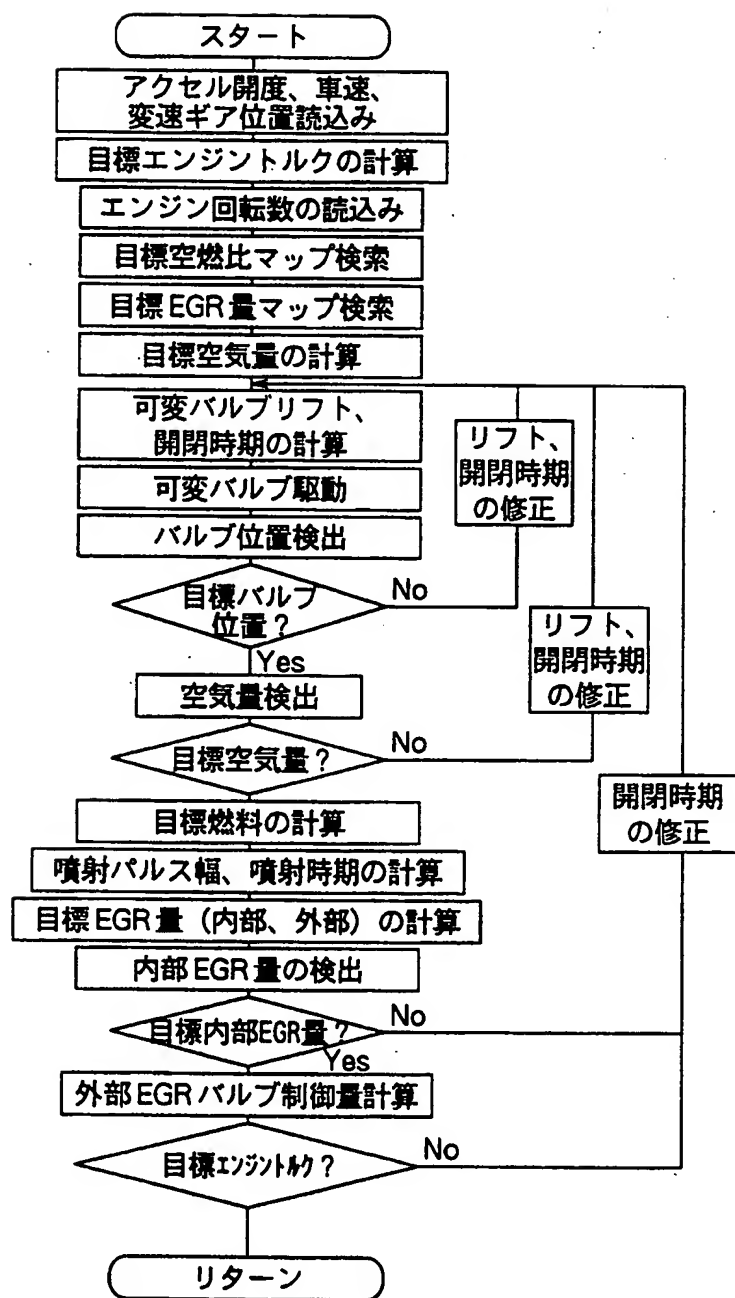 スタート
アクセル開度、車速、
変速ギア位置読込み
目標エンジントルクの計算
エンジン回転数の読込み
目標空燃比マップ検索
目標EGR量マップ検索
目標空気量の計算
可変バルブリフト、
開閉時期の計算
可変バルブ駆動
バルブ位置検出
目標バルブ
位置?
No
Yes
リフト、
開閉時期
の修正
空気量検出
目標空気量?
No
リフト、
開閉時期
の修正
目標燃料の計算
噴射パルス幅、噴射時期の計算
目標EGR量(内部、外部)の計算
内部EGR量の検出
目標内部EGR量?
No
Yes
開閉時期
の修正
外部EGRバルブ制御量計算
目標エンジントルク?
No
リターン